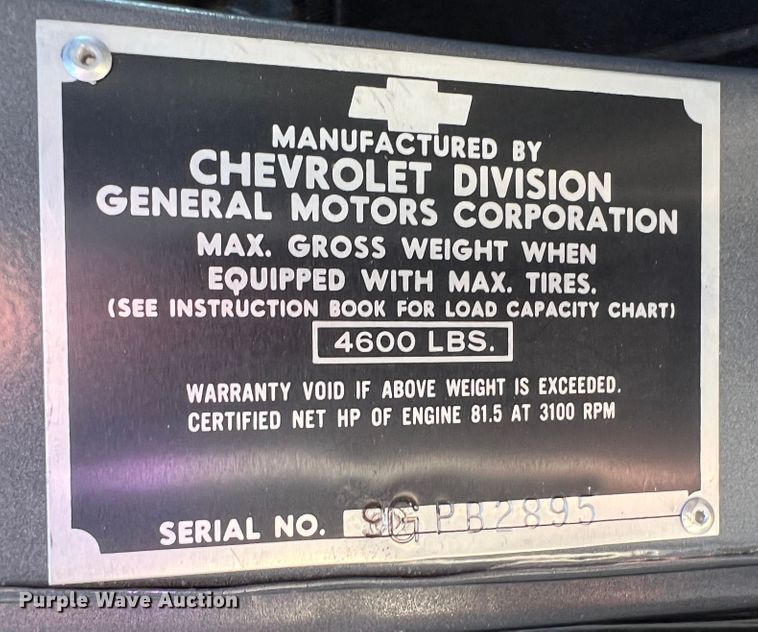 MANUFACTURED BY
CHEVROLET DIVISION
GENERAL MOTORS CORPORATION
MAX. GROSS WEIGHT WHEN
EQUIPPED WITH MAX. TIRES.
(SEE INSTRUCTION BOOK FOR LOAD CAPACITY CHART)
4600 LBS.
WARRANTY VOID IF ABOVE WEIGHT IS EXCEEDED.
CERTIFIED NET HP OF ENGINE 81.5 AT 3100 RPM
SERIAL NO.
Purple Wave Auction